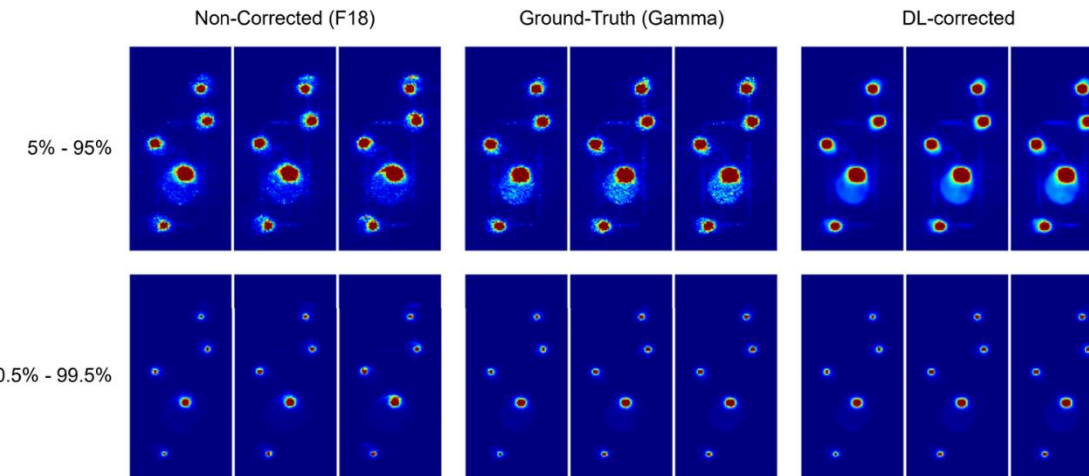 Non-Corrected (F18) Ground-Truth (Gamma) DL-corrected
5% - 95%
0.5% - 99.5%